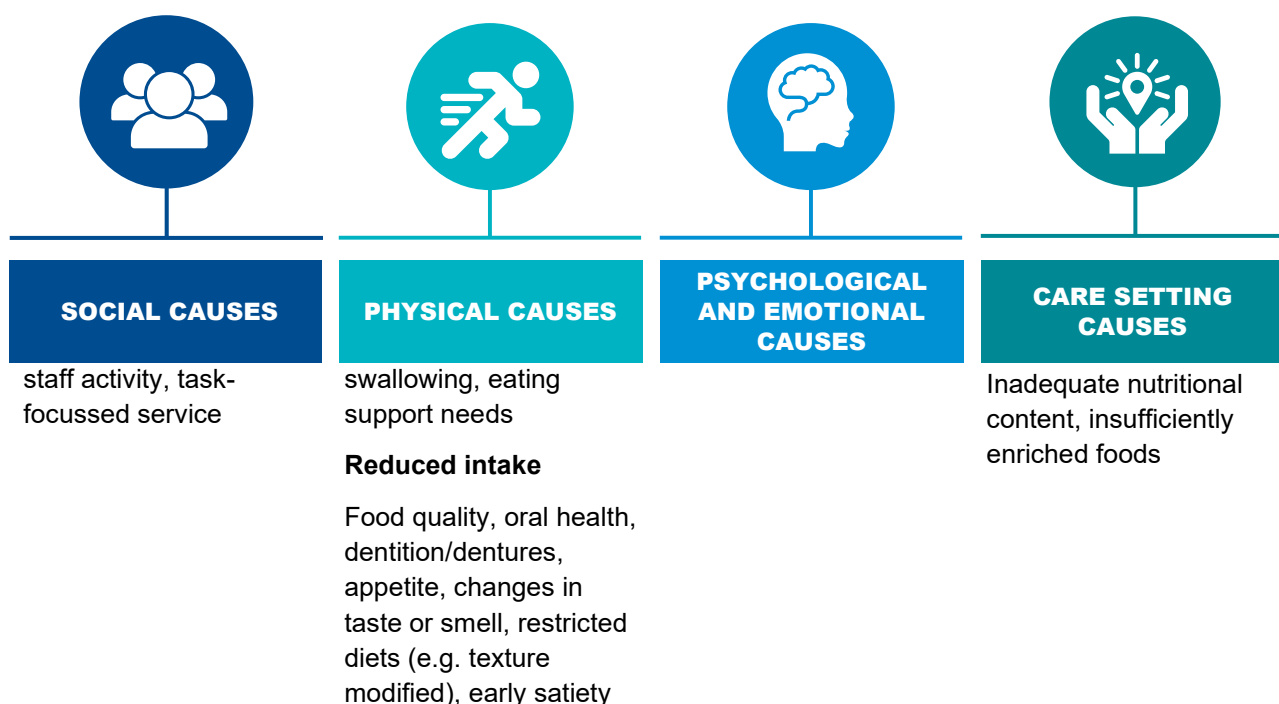 SOCIAL CAUSES
staff activity, task-
focussed service
PHYSICAL CAUSES
swallowing, eating
support needs
Reduced intake
Food quality, oral health,
dentition/dentures,
appetite, changes in
taste or smell, restricted
diets (e.g. texture
modified), early satiety
PSYCHOLOGICAL
AND EMOTIONAL
CAUSES
CARE SETTING
CAUSES
Inadequate nutritional
content, insufficiently
enriched foods